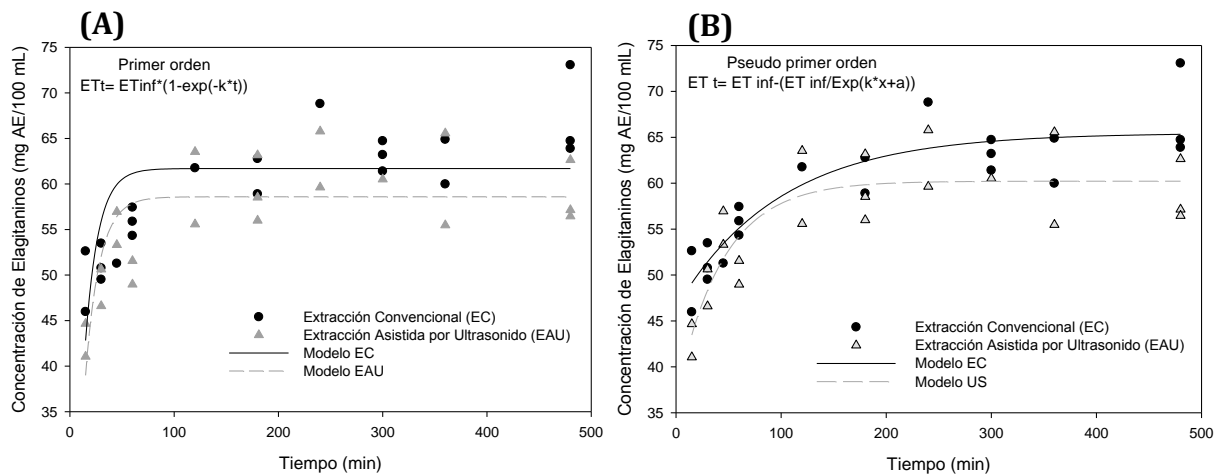 (A)
Primer orden
ETt= ETinf*(1-exp(-k*t))
Concentración de Elagitaninos (mg AE/100 mL)
75
70
65
60
55
50
45
40
35
Extracción Convencional (EC)
Extracción Asistida por Ultrasonido (EAU)
Modelo EC
Modelo EAU
0
100
200
300
400
500
Tiempo (min)
(B)
Pseudo primer orden
ET t= ET inf-(ET inf/Exp(k*x+a))
Concentración de Elagitaninos (mg AE/100 mlL)
75
70
65
60
55
50
45
40
35
Extracción Convencional (EC)
Extracción Asistida por Ultrasonido (EAU)
Modelo EC
Modelo US
0
100
200
300
400
500
Tiempo (min)